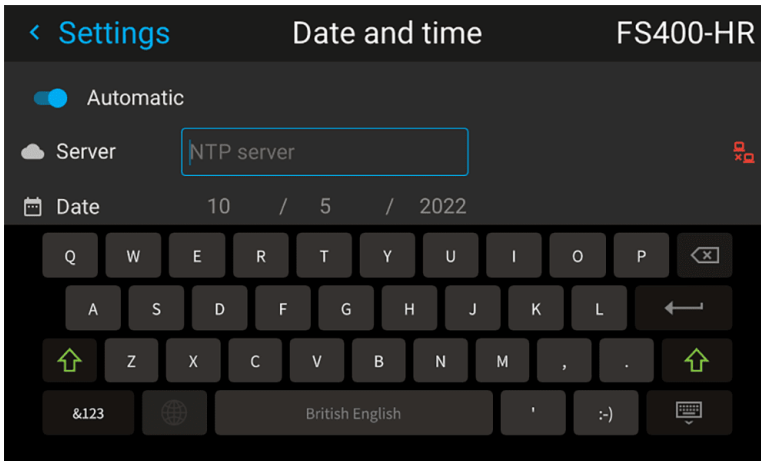 Settings Date and time FS400-HR
Automatic
Server NTP server
Date 10 / 5 / 2022
Q W E R T Y U I O P
A S D F G H J K L
Z X C V B N M , .
&123 British English ' :-)